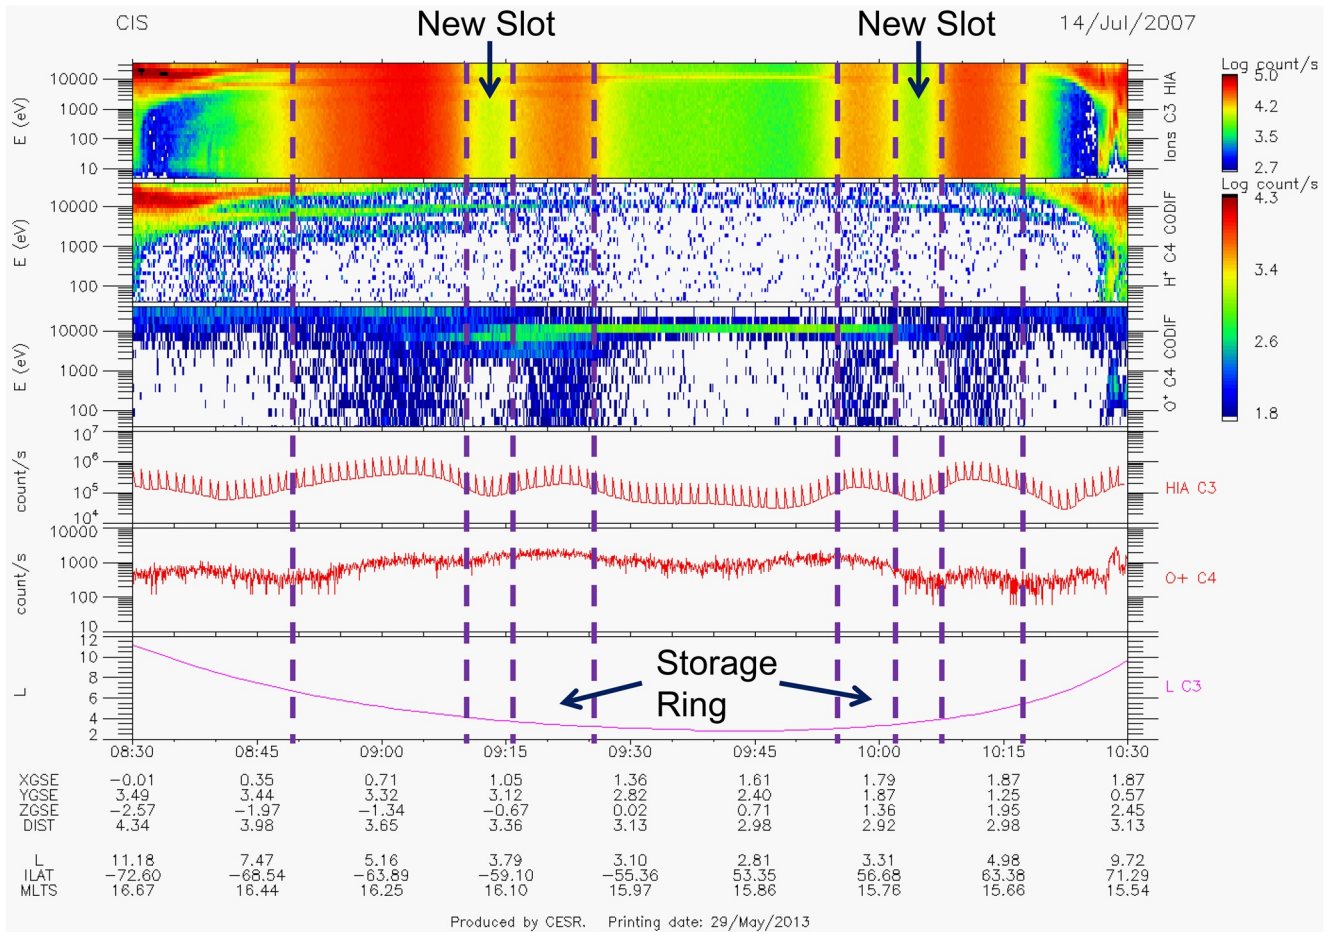 New Slot New Slot
CIS 14/Jul/2007
Log count/s
10000 5.0
1000 4.2
100 3.5
10 2.7
E (eV) Ions C3 HIA
Log count/s
10000 4.3
1000 3.4
100
E (eV) H+ C4 CODIF
10000 2.6
1000
100 1.8
E (eV) O+ C4 CODIF
10^7
10^6
10^5
10^4
count/s HIA C3
10000
1000
100
10
count/s O+ C4
12
10
8
6
4
2
L L C3
Storage
Ring
08:30 08:45 09:00 09:15 09:30 09:45 10:00 10:15 10:30
XGSE −0.01 0.35 0.71 1.05 1.36 1.61 1.79 1.87 1.87
YGSE 3.49 3.44 3.32 3.12 2.82 2.40 1.87 1.25 0.57
ZGSE −2.57 −1.97 −1.34 −0.67 0.02 0.71 1.36 1.95 2.45
DIST 4.34 3.98 3.65 3.36 3.13 2.98 2.92 2.98 3.13
L 11.18 7.47 5.16 3.79 3.10 2.81 3.31 4.98 9.72
ILAT −72.60 −68.54 −63.89 −59.10 −55.36 53.35 56.68 63.38 71.29
MLTS 16.67 16.44 16.25 16.10 15.97 15.86 15.76 15.66 15.54
Produced by CESR. Printing date: 29/May/2013